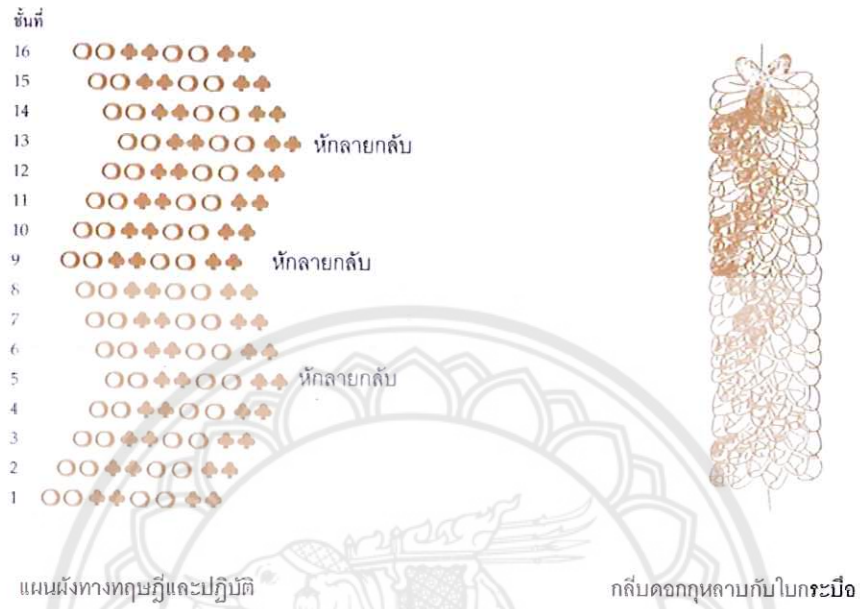 ชั้นที่
16
15
14
13 หักลายกลับ
12
11
10
9 หักลายกลับ
8
7
6
5 หักลายกลับ
4
3
2
1
แผนผังทางทฤษฎีและปฏิบัติ
กลีบดอกกุหลาบกับใบกระบือ